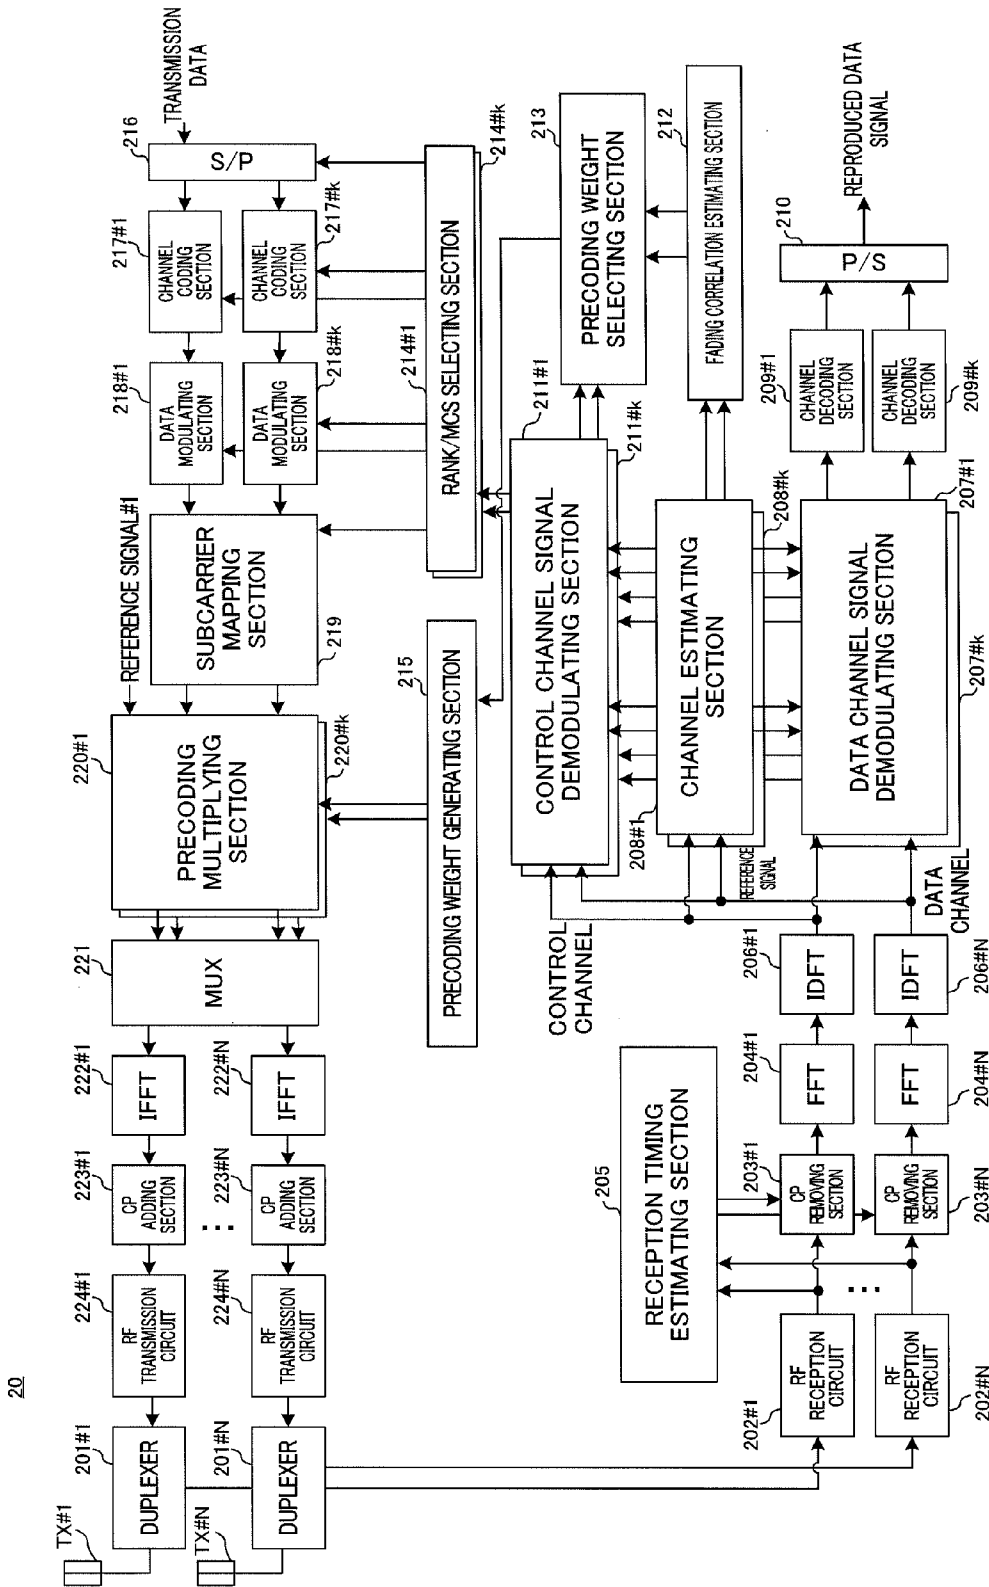 20
TX#1
TX#N
201#1
DUPLEXER
201#N
DUPLEXER
224#1
RF
TRANSMISSION
CIRCUIT
224#N
RF
TRANSMISSION
CIRCUIT
223#1
CP
ADDING
SECTION
223#N
CP
ADDING
SECTION
222#1
IFFT
222#N
IFFT
221
MUX
220#1
PRECODING
MULTIPLYING
SECTION
220#k
REFERENCE SIGNAL#1
SUBCARRIER
MAPPING
SECTION
219
218#1
DATA
MODULATING
SECTION
218#k
DATA
MODULATING
SECTION
217#1
CHANNEL
CODING
SECTION
217#k
CHANNEL
CODING
SECTION
216
S/P
TRANSMISSION
DATA
215
PRECODING WEIGHT GENERATING SECTION
RANK/MCS SELECTING SECTION
214#1
214#k
CONTROL CHANNEL SIGNAL
DEMODULATING SECTION
211#1
211#k
213
PRECODING WEIGHT
SELECTING SECTION
212
FADING CORRELATION ESTIMATING SECTION
208#1
CHANNEL ESTIMATING
SECTION
208#k
REFERENCE
SIGNAL
CONTROL
CHANNEL
DATA
CHANNEL
DATA CHANNEL SIGNAL
DEMODULATING SECTION
207#1
207#k
209#1
CHANNEL
DECODING
SECTION
209#k
CHANNEL
DECODING
SECTION
210
P/S
REPRODUCED DATA
SIGNAL
205
RECEPTION TIMING
ESTIMATING SECTION
202#1
RF
RECEPTION
CIRCUIT
202#N
RF
RECEPTION
CIRCUIT
203#1
CP
REMOVING
SECTION
203#N
CP
REMOVING
SECTION
204#1
FFT
204#N
FFT
206#1
IDFT
206#N
IDFT